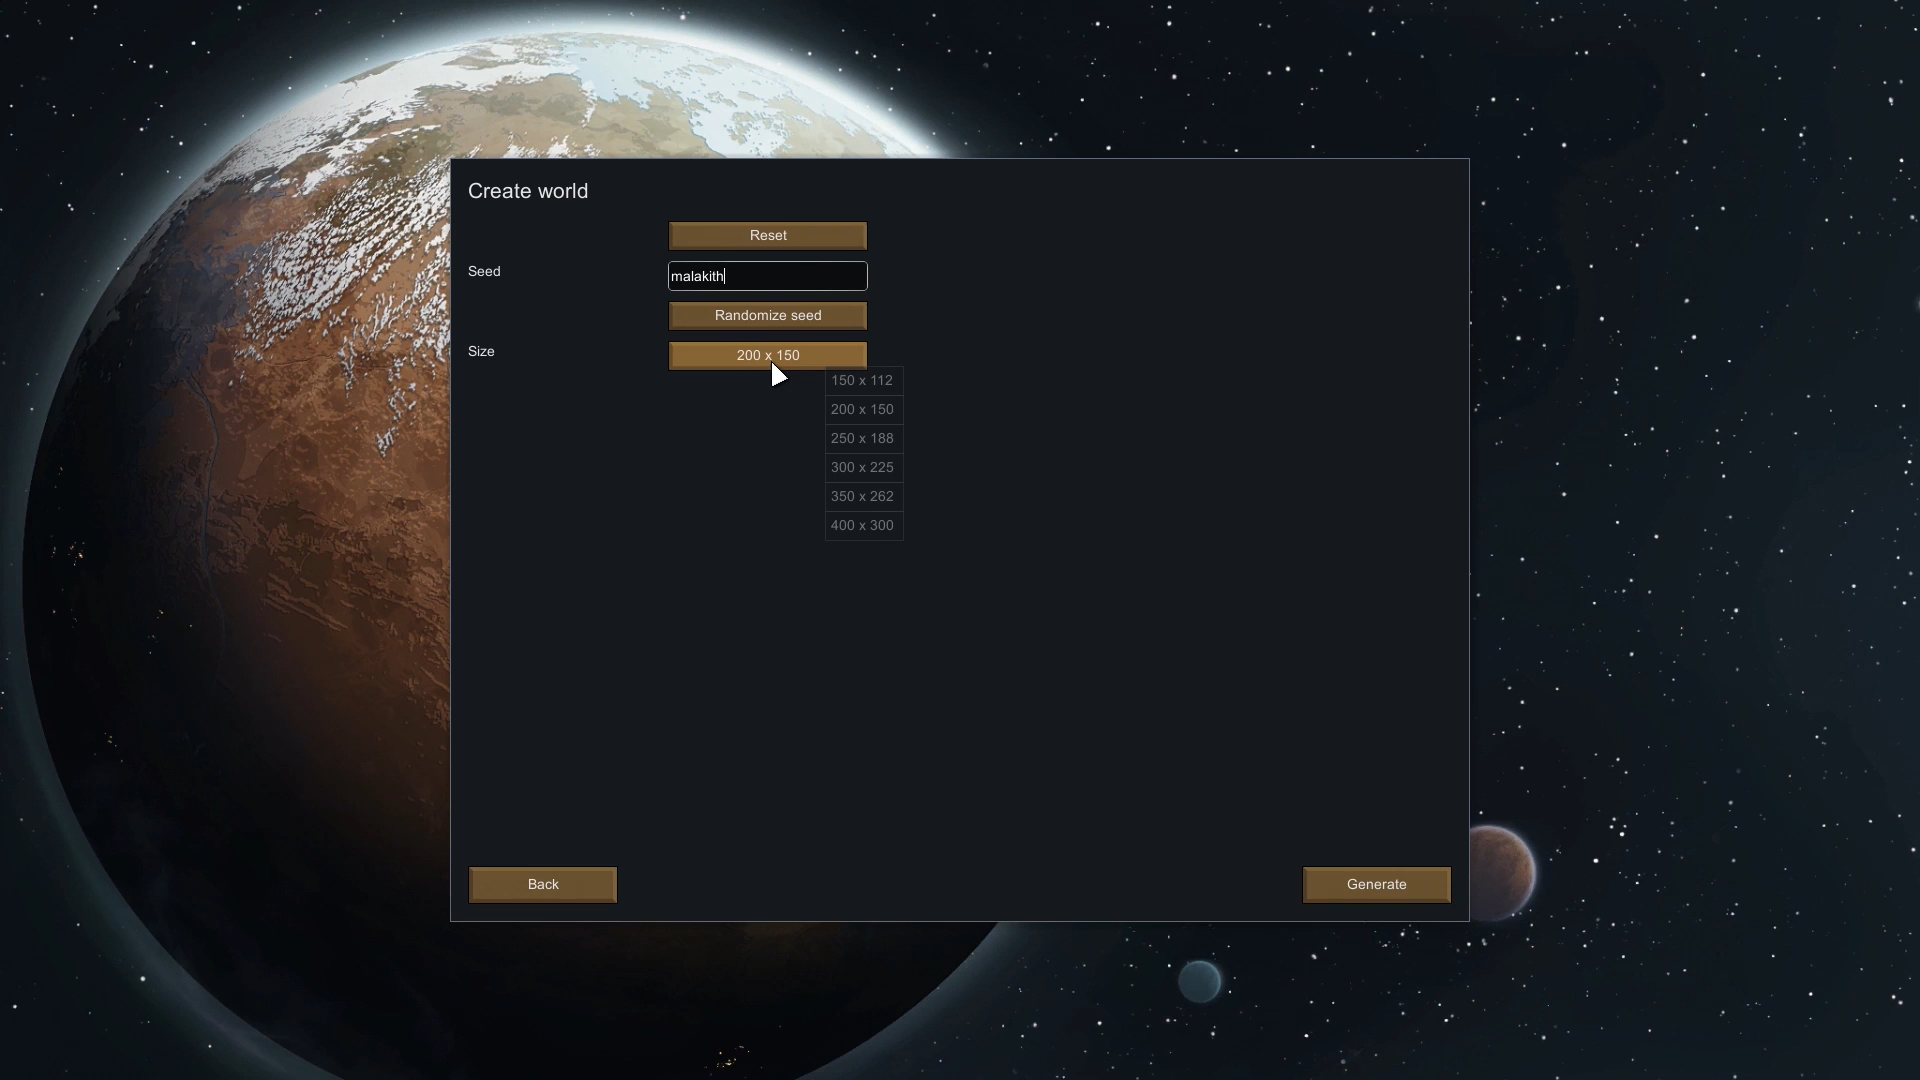 Create world
Reset
Seed
malakith
Randomize seed
Size
200 x 150
150 x 112
200 x 150
250 x 188
300 x 225
350 x 262
400 x 300
Back
Generate